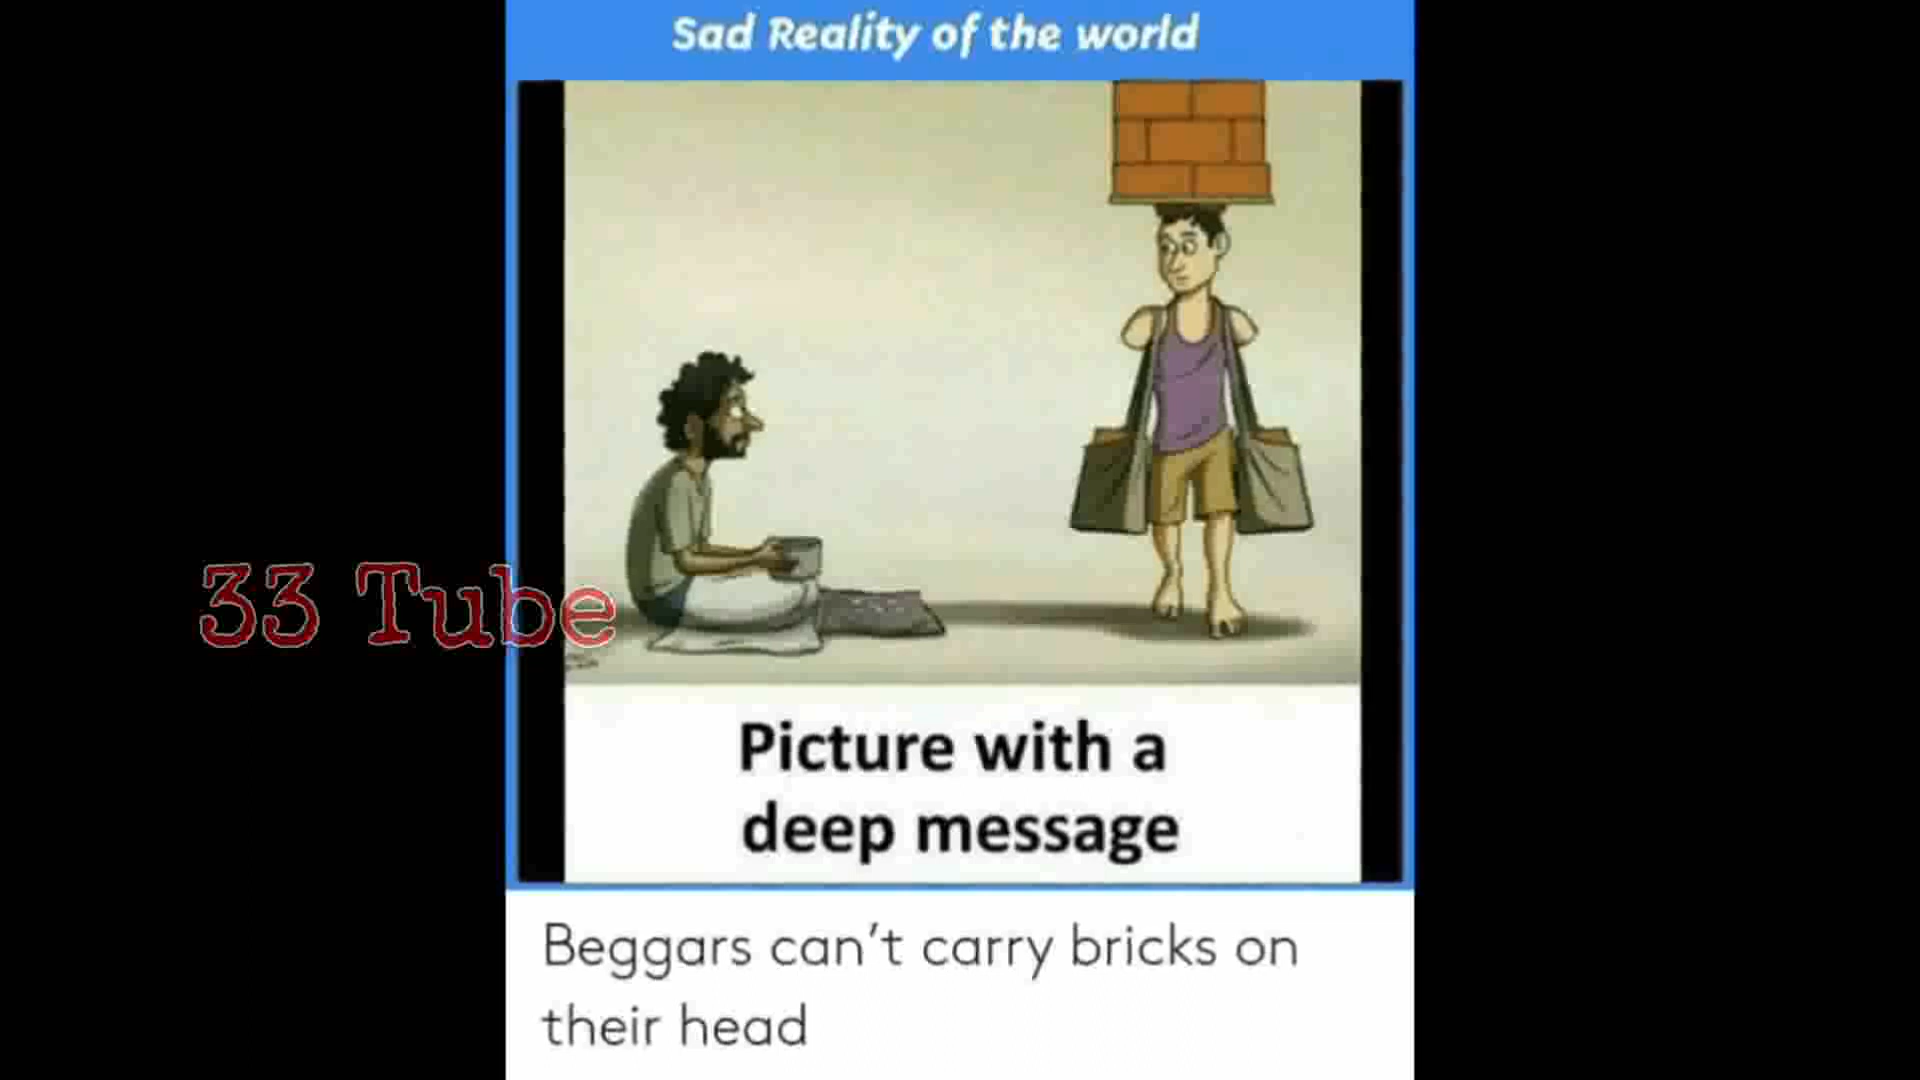 Sad Reality of the world
33 Tube
Picture with a
deep message
Beggars can't carry bricks on
their head